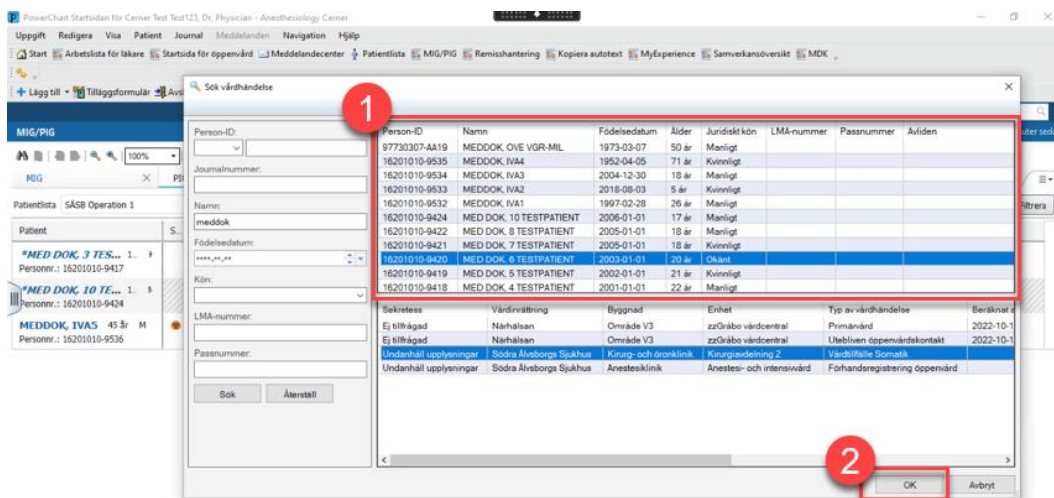 PowerChart Startsidan för Cerner Test Test123, Dr, Physician - Anesthesiology Cerner
Uppgift Redigera Visa Patient Journal Meddelanden Navigation Hjälp
Start Arbetslista för läkare Startsida för öppenvård Meddelandecenter Patientlista MIG/PIG Remisshantering Kopiera autotext MyExperience Samverkansöversikt MDK
Lägg till Tilläggsformulär Avs
Sök vårdhändelse
1
MIG/PIG
100%
MIG
Patientlista SÄSB Operation 1
Filtrera
Patient S...
*MED DOK, 3 TES... 1..
Personnr.: 16201010-9417
*MED DOK, 10 TE... 1..
Personnr.: 16201010-9424
MEDDOK, IVA5 45 år M
Personnr.: 16201010-9536
Person-ID:
Journalnummer:
Namn:
meddok
Födelsedatum:
****-**-**
Kön:
LMA-nummer:
Passnummer:
Sök Återställ
Person-ID Namn Födelsedatum Ålder Juridiskt kön LMA-nummer Passnummer Avliden
97730307-AA19 MEDDOK, OVE VGR-MIL 1973-03-07 50 år Manligt
16201010-9535 MEDDOK, IVA4 1952-04-05 71 år Kvinnligt
16201010-9534 MEDDOK, IVA3 2004-12-30 18 år Manligt
16201010-9533 MEDDOK, IVA2 2018-08-03 5 år Kvinnligt
16201010-9532 MEDDOK, IVA1 1997-02-28 26 år Manligt
16201010-9424 MED DOK, 10 TESTPATIENT 2006-01-01 17 år Manligt
16201010-9422 MED DOK, 8 TESTPATIENT 2005-01-01 18 år Manligt
16201010-9421 MED DOK, 7 TESTPATIENT 2005-01-01 18 år Kvinnligt
16201010-9420 MED DOK, 6 TESTPATIENT 2003-01-01 20 år Okänt
16201010-9419 MED DOK, 5 TESTPATIENT 2002-01-01 21 år Kvinnligt
16201010-9418 MED DOK, 4 TESTPATIENT 2001-01-01 22 år Manligt
Sekretess Vårdinrättning Byggnad Enhet Typ av vårdhändelse Beräknat a
Ej tillfrågad Närhälsan Område V3 zzGråbo vårdcentral Primärvård 2022-10-1
Ej tillfrågad Närhälsan Område V3 zzGråbo vårdcentral Utebliven öppenvårdskontakt 2022-10-1
Undanhåll upplysningar Södra Älvsborgs Sjukhus Kirurg- och öronklinik Kirurgiavdelning 2 Vårdtillfälle Somatik
Undanhåll upplysningar Södra Älvsborgs Sjukhus Anestesiklinik Anestesi- och intensivvård Förhandsregistrering öppenvård
2
OK Avbryt